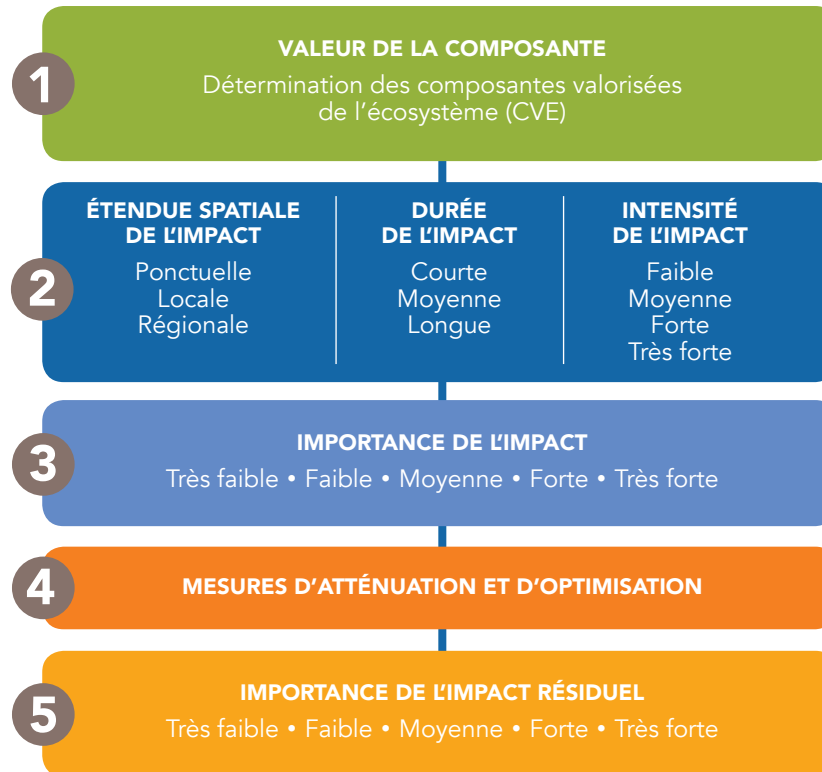 1
VALEUR DE LA COMPOSANTE
Détermination des composantes valorisées
de l'écosystème (CVE)
2
ÉTENDUE SPATIALE
DE L'IMPACT
Ponctuelle
Locale
Régionale
DURÉE
DE L'IMPACT
Courte
Moyenne
Longue
INTENSITÉ
DE L'IMPACT
Faible
Moyenne
Forte
Très forte
3
IMPORTANCE DE L'IMPACT
Très faible • Faible • Moyenne • Forte • Très forte
4
MESURES D'ATTÉNUATION ET D'OPTIMISATION
5
IMPORTANCE DE L'IMPACT RÉSIDUEL
Très faible • Faible • Moyenne • Forte • Très forte